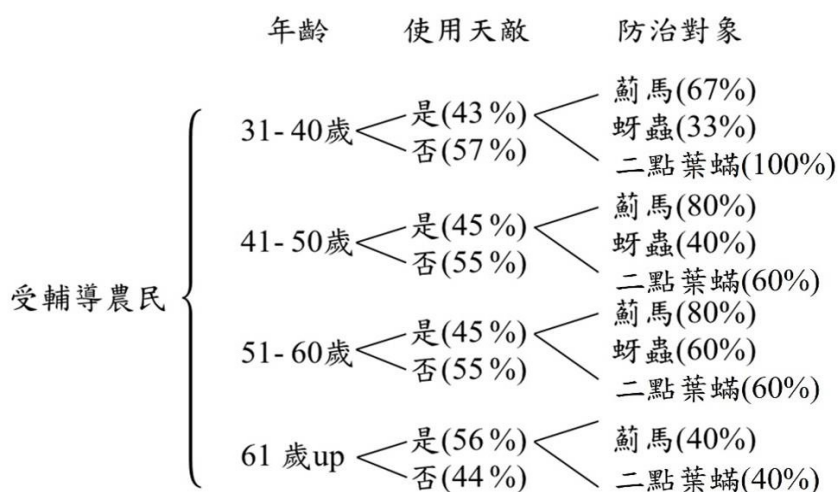 年齡 使用天敵 防治對象
31-40歲 是(43%) 薊馬(67%)
否(57%) 蚜蟲(33%)
二點葉蟎(100%)
41-50歲 是(45%) 薊馬(80%)
否(55%) 蚜蟲(40%)
二點葉蟎(60%)
受輔導農民
51-60歲 是(45%) 薊馬(80%)
否(55%) 蚜蟲(60%)
二點葉蟎(60%)
61 歲up 是(56%) 薊馬(40%)
否(44%) 二點葉蟎(40%)